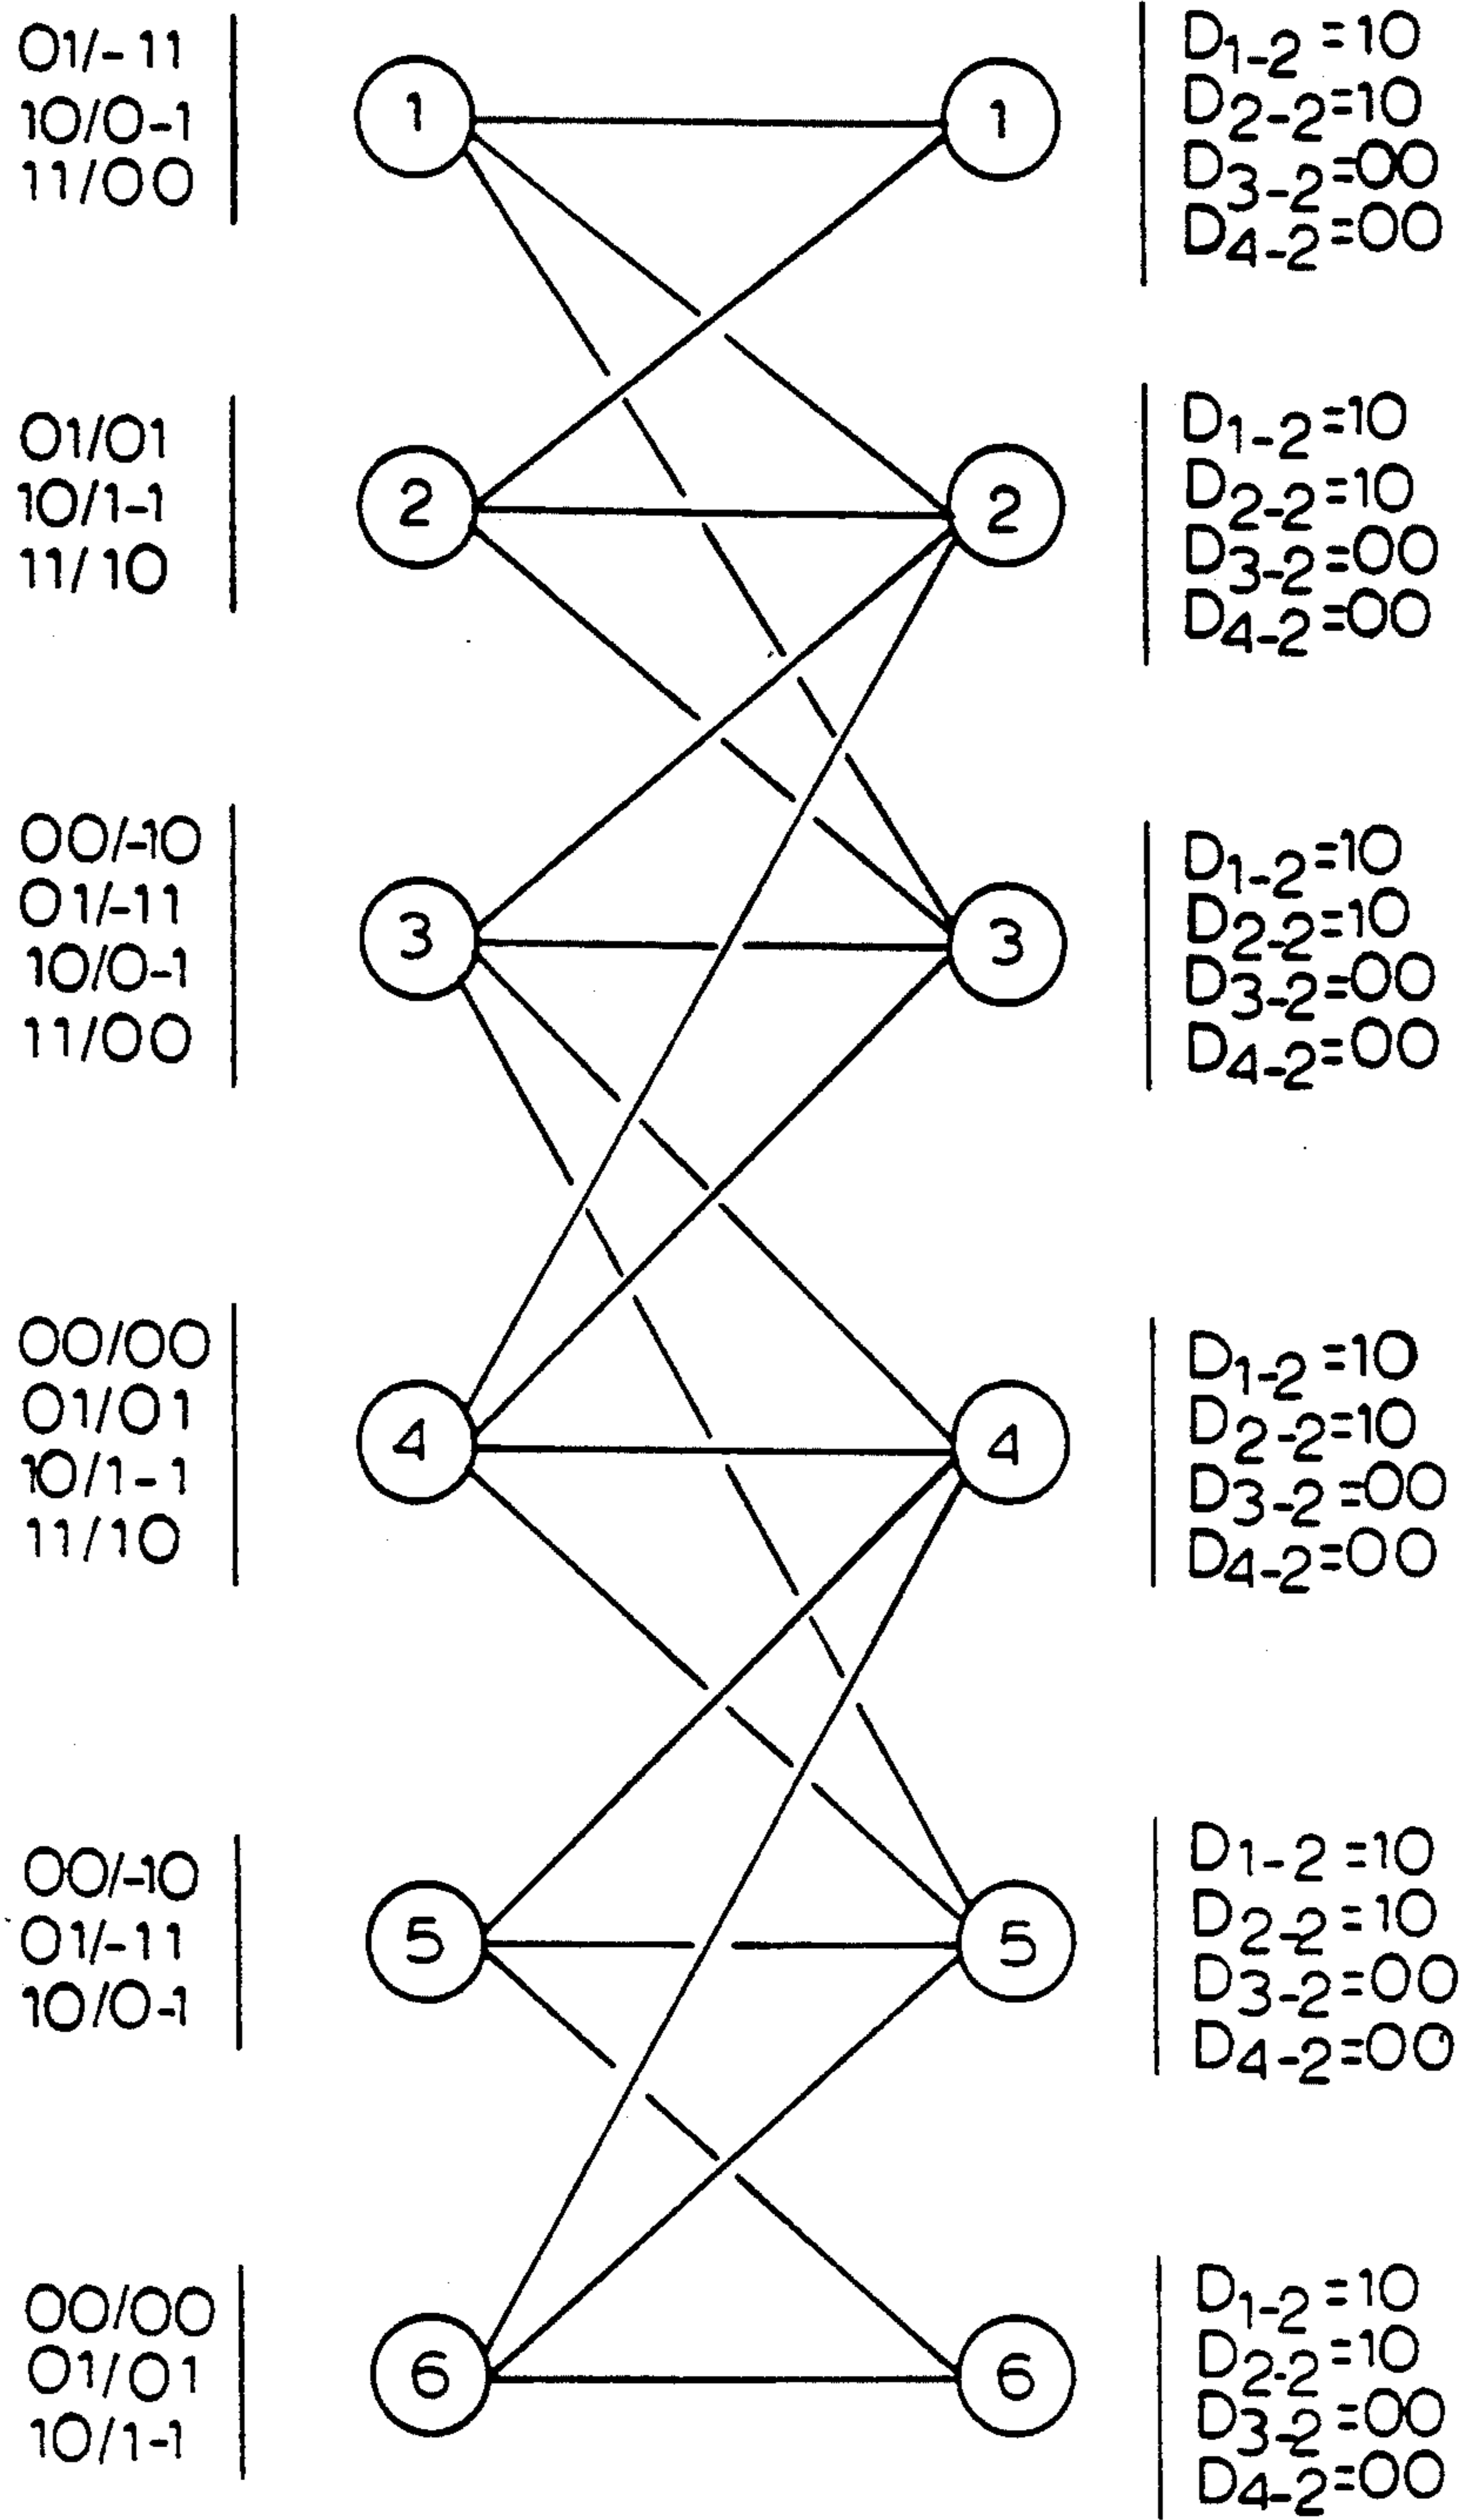 01/-11
10/0-1
11/00
1
1
D1-2=10
D2-2=10
D3-2=00
D4-2=00
01/01
10/1-1
11/10
2
2
D1-2=10
D2-2=10
D3-2=00
D4-2=00
00/-10
01/-11
10/0-1
11/00
3
3
D1-2=10
D2-2=10
D3-2=00
D4-2=00
00/00
01/01
10/1-1
11/10
4
4
D1-2=10
D2-2=10
D3-2=00
D4-2=00
00/-10
01/-11
10/0-1
5
5
D1-2=10
D2-2=10
D3-2=00
D4-2=00
00/00
01/01
10/1-1
6
6
D1-2=10
D2-2=10
D3-2=00
D4-2=00